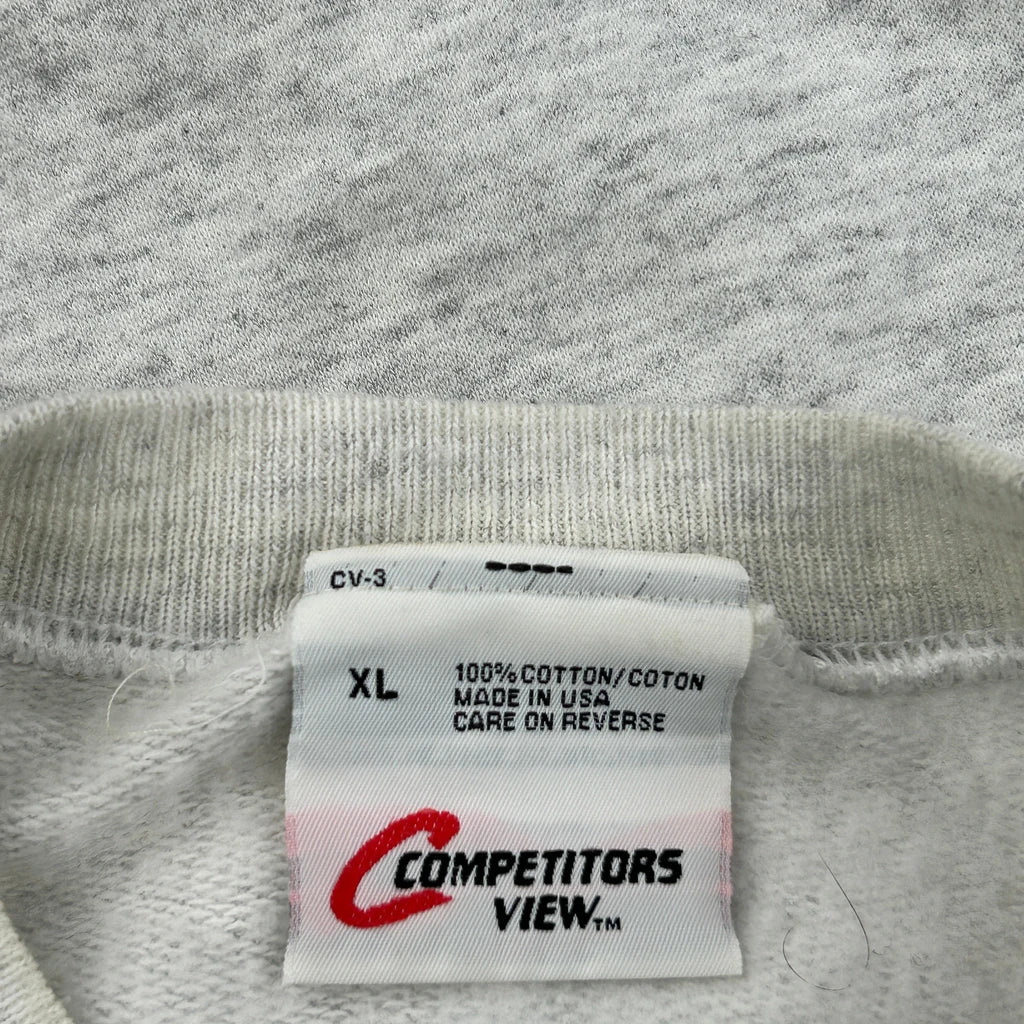 CV-3
XL
100% COTTON/COTON
MADE IN USA
CARE ON REVERSE
COMPETITORS
VIEW™